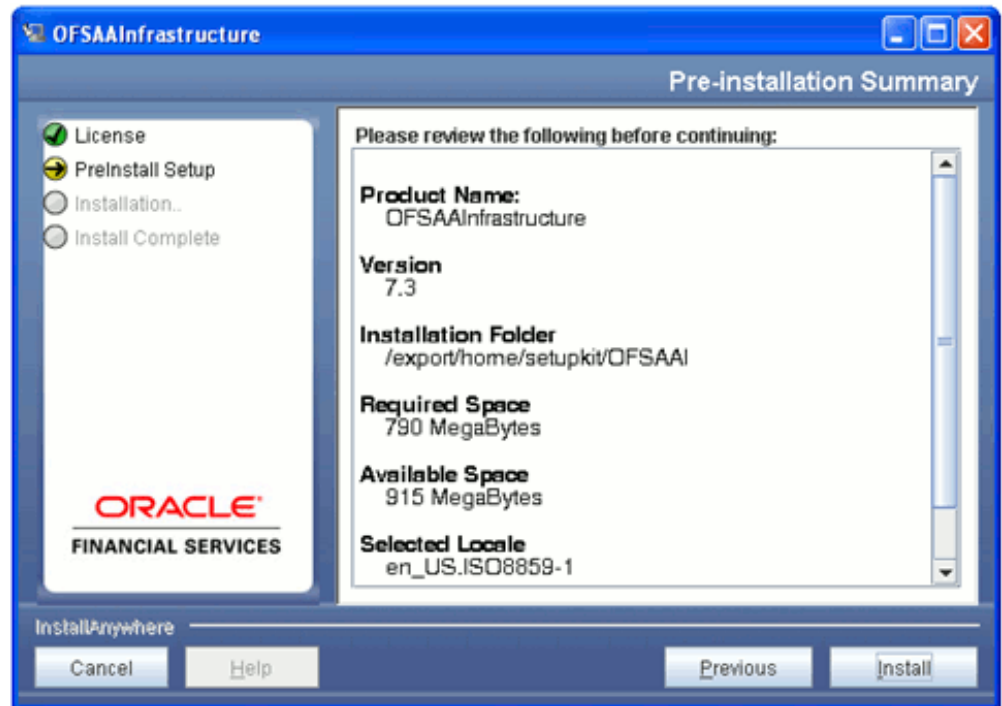 OFSAAInfrastructure
Pre-installation Summary
License
PreInstall Setup
Installation..
Install Complete
ORACLE
FINANCIAL SERVICES
Please review the following before continuing:
Product Name:
OFSAAInfrastructure
Version
7.3
Installation Folder
/export/home/setupkit/OFSAAI
Required Space
790 MegaBytes
Available Space
915 MegaBytes
Selected Locale
en_US.ISO8859-1
InstallAnywhere
Cancel
Help
Previous
Install